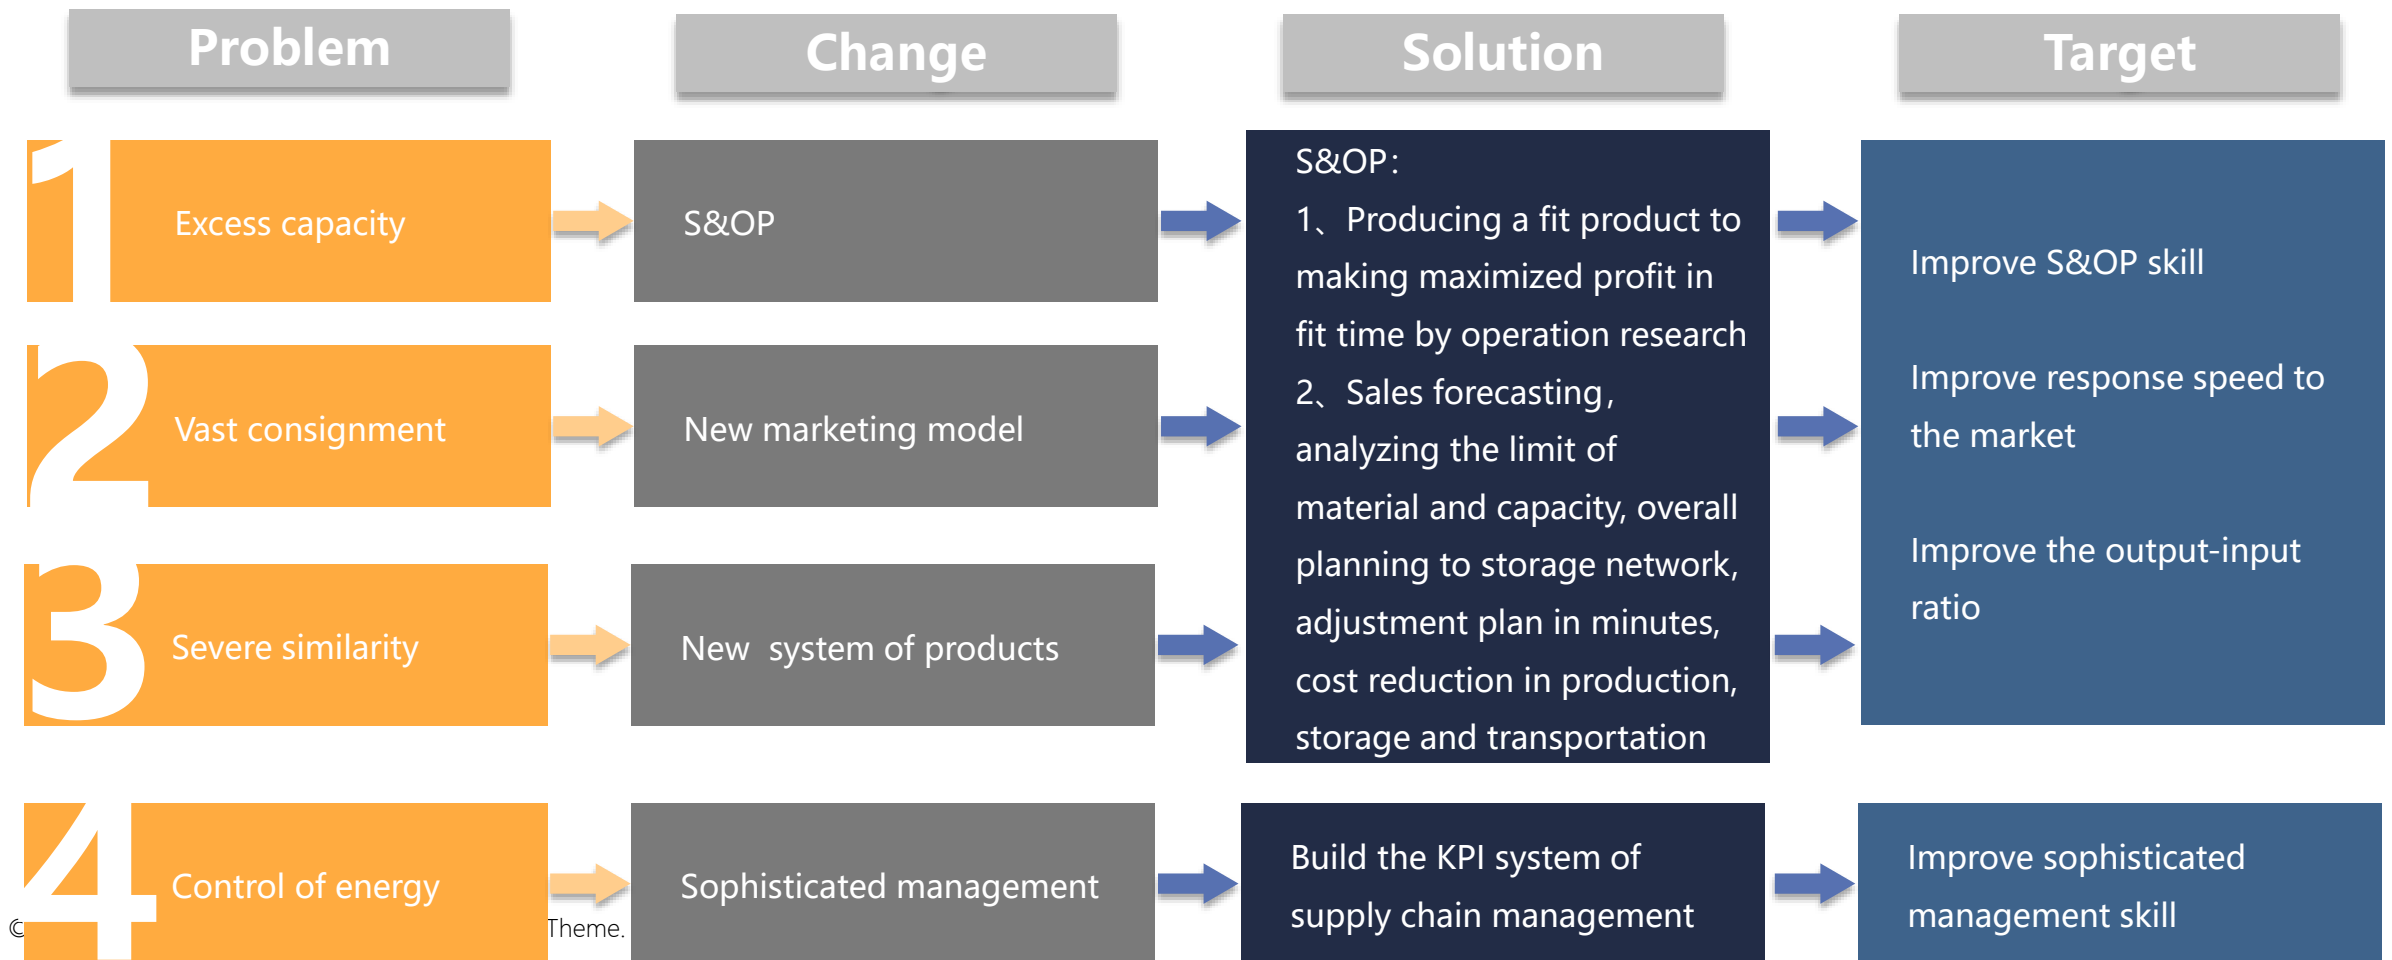 Problem
Change
Solution
Target
1
Excess capacity
S&OP
S&OP：
1、Producing a fit product to
making maximized profit in
fit time by operation research
2、Sales forecasting，
analyzing the limit of
material and capacity, overall
planning to storage network,
adjustment plan in minutes,
cost reduction in production,
storage and transportation
Improve S&OP skill
Improve response speed to
the market
Improve the output-input
ratio
2
Vast consignment
New marketing model
3
Severe similarity
New  system of products
4
Control of energy
Sophisticated management
Build the KPI system of
supply chain management
Improve sophisticated
management skill
© Theme.